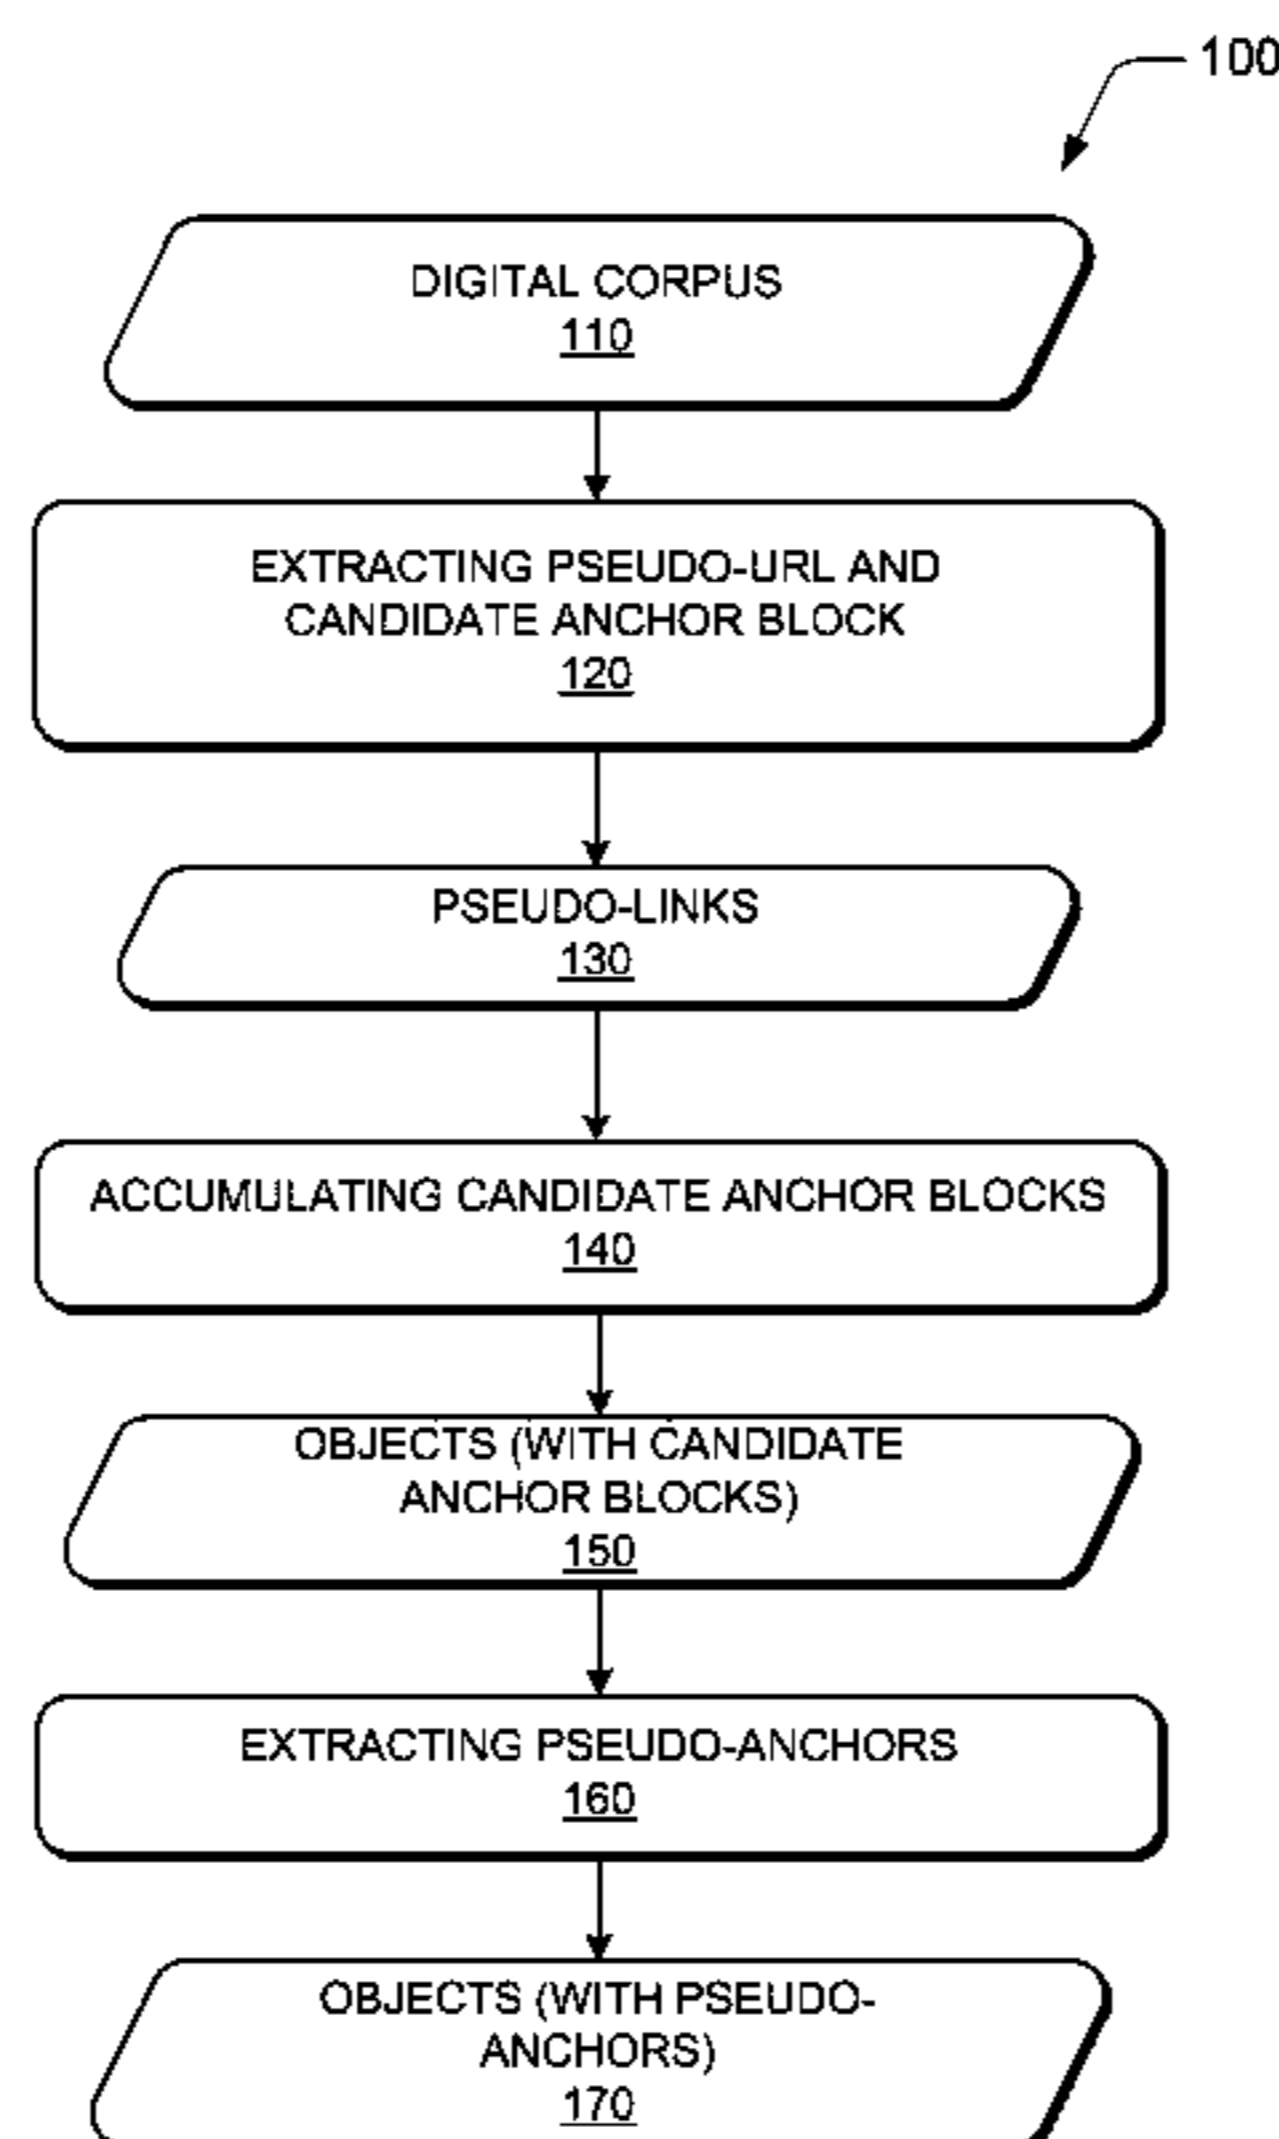 100
DIGITAL CORPUS
110
EXTRACTING PSEUDO-URL AND
CANDIDATE ANCHOR BLOCK
120
PSEUDO-LINKS
130
ACCUMULATING CANDIDATE ANCHOR BLOCKS
140
OBJECTS (WITH CANDIDATE
ANCHOR BLOCKS)
150
EXTRACTING PSEUDO-ANCHORS
160
OBJECTS (WITH PSEUDO-
ANCHORS)
170